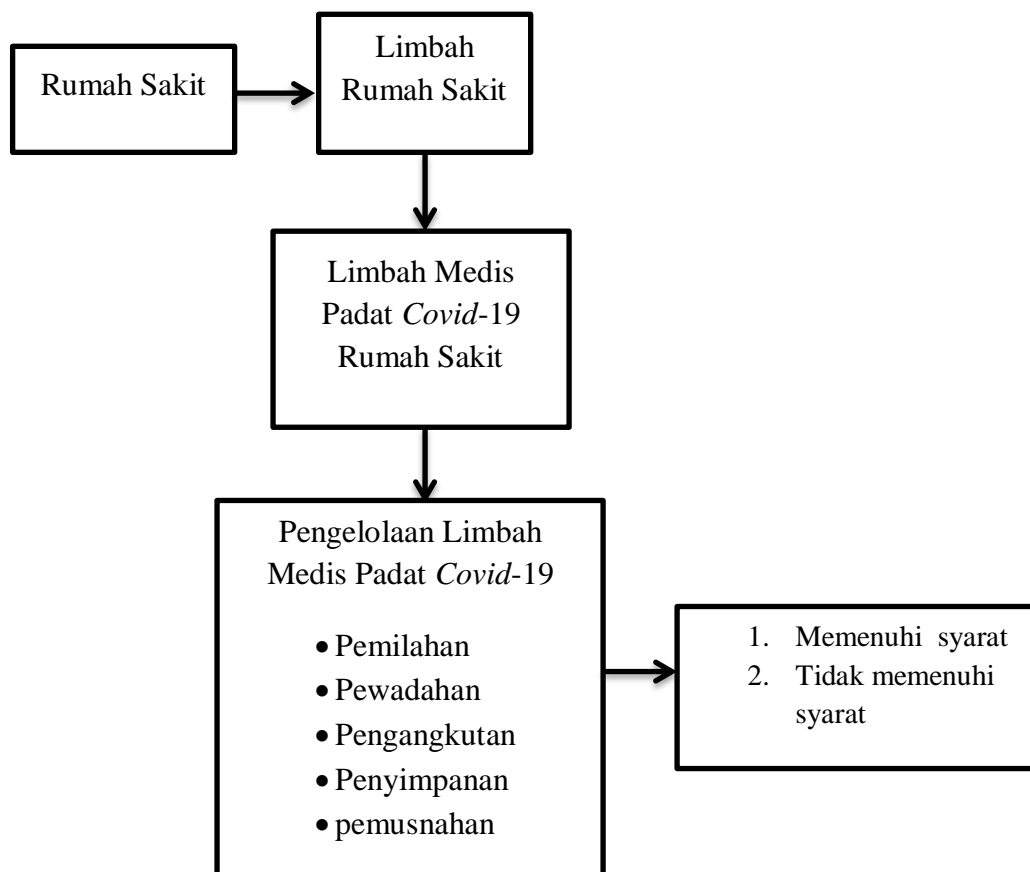 Rumah Sakit
Limbah
Rumah Sakit
Limbah Medis
Padat Covid-19
Rumah Sakit
Pengelolaan Limbah
Medis Padat Covid-19
• Pemilahan
• Pewadahan
• Pengangkutan
• Penyimpanan
• pemusnahan
1. Memenuhi syarat
2. Tidak memenuhi
syarat